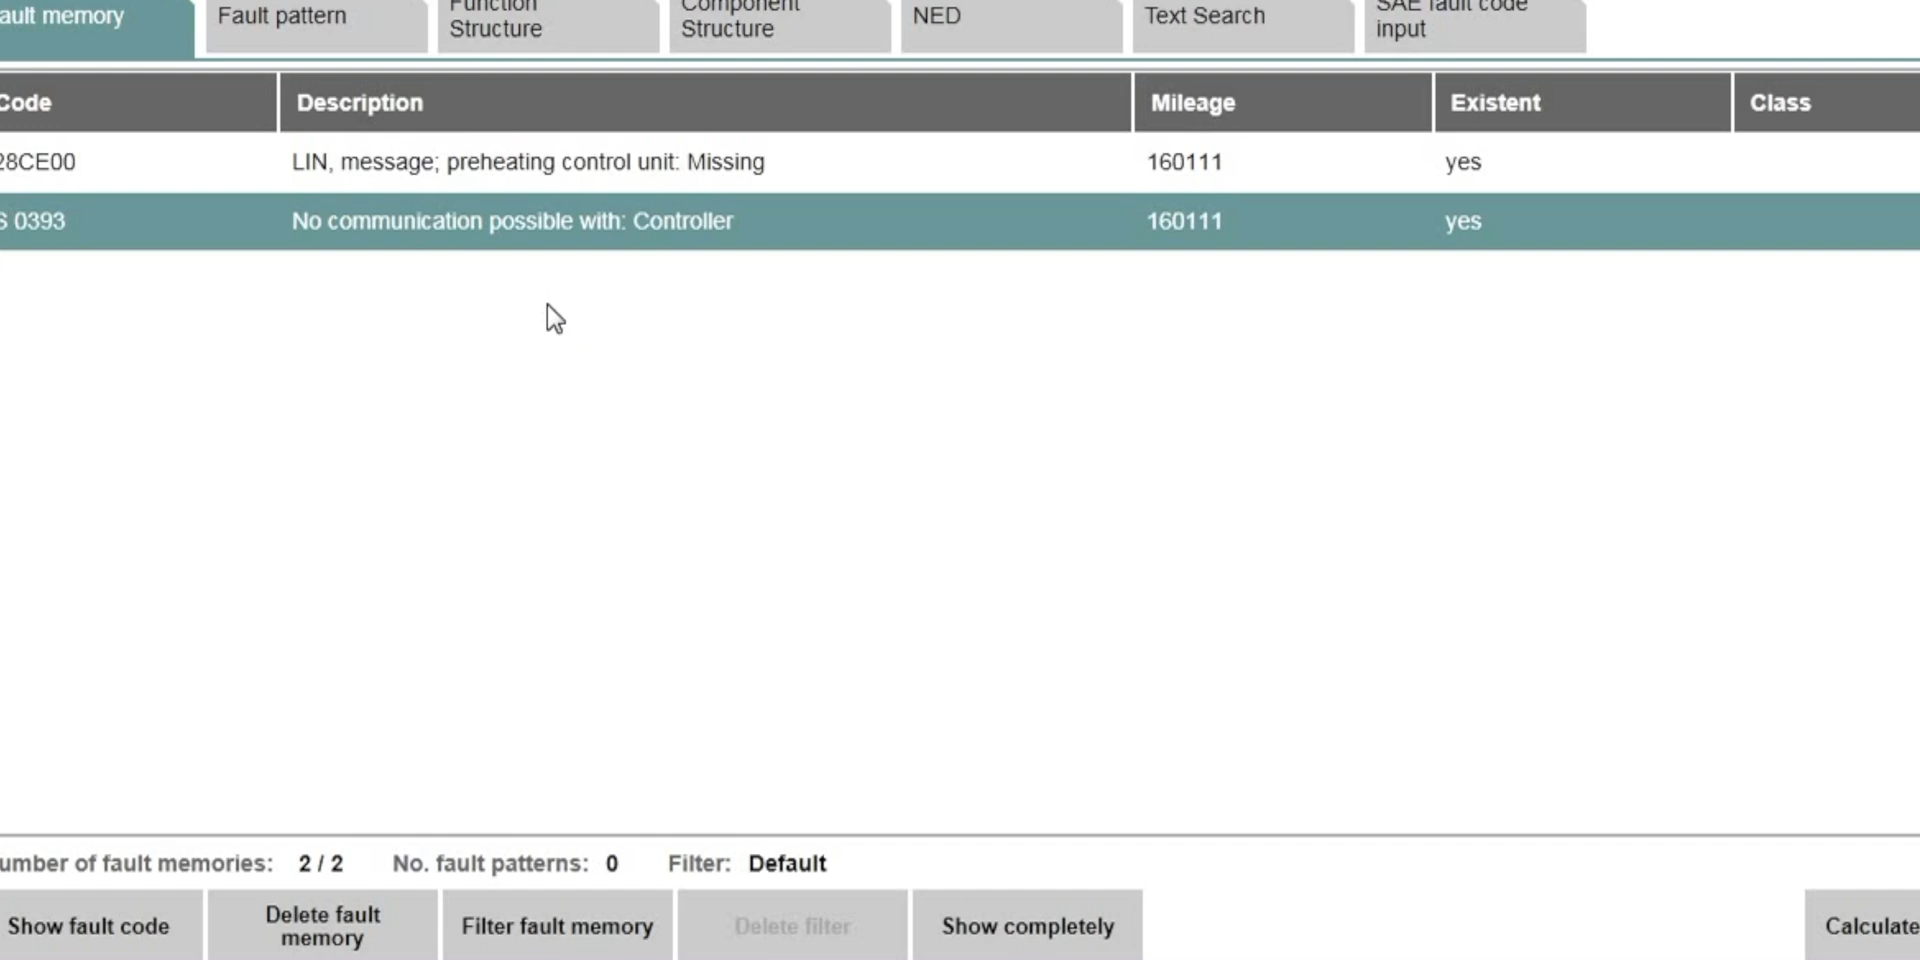 ault memory
Fault pattern
Function
Structure
Component
Structure
NED
Text Search
SAE fault code
input
Code
Description
Mileage
Existent
Class
28CE00
LIN, message; preheating control unit: Missing
160111
yes
S 0393
No communication possible with: Controller
160111
yes
umber of fault memories: 2 / 2 No. fault patterns: 0 Filter: Default
Show fault code
Delete fault
memory
Filter fault memory
Delete filter
Show completely
Calculate